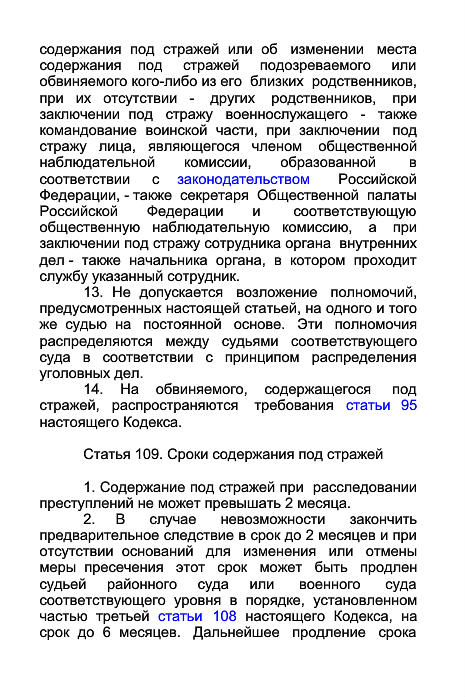 содержания под стражей или об изменении места
содержания под стражей подозреваемого или
обвиняемого кого-либо из его близких родственников,
при их отсутствии - других родственников, при
заключении под стражу военнослужащего - также
командование воинской части, при заключении под
стражу лица, являющегося членом общественной
наблюдательной комиссии, образованной в
соответствии с законодательством Российской
Федерации, - также секретаря Общественной палаты
Российской Федерации и соответствующую
общественную наблюдательную комиссию, а при
заключении под стражу сотрудника органа внутренних
дел - также начальника органа, в котором проходит
службу указанный сотрудник.
13. Не допускается возложение полномочий,
предусмотренных настоящей статьей, на одного и того
же судью на постоянной основе. Эти полномочия
распределяются между судьями соответствующего
суда в соответствии с принципом распределения
уголовных дел.
14. На обвиняемого, содержащегося под
стражей, распространяются требования статьи 95
настоящего Кодекса.
Статья 109. Сроки содержания под стражей
1. Содержание под стражей при расследовании
преступлений не может превышать 2 месяца.
2. В случае невозможности закончить
предварительное следствие в срок до 2 месяцев и при
отсутствии оснований для изменения или отмены
меры пресечения этот срок может быть продлен
судьей районного суда или военного суда
соответствующего уровня в порядке, установленном
частью третьей статьи 108 настоящего Кодекса, на
срок до 6 месяцев. Дальнейшее продление срока